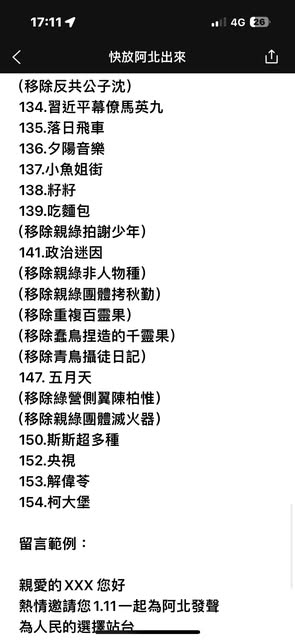 17:11
4G 26
快放阿北出來
（移除反共公子沈）
134.習近平幕僚馬英九
135.落日飛車
136.夕陽音樂
137.小魚姐街
138.籽籽
139.吃麵包
（移除親綠拍謝少年）
141.政治迷因
（移除親綠非人物種）
（移除親綠團體拷秋勤）
（移除重複百靈果）
（移除蠢鳥捏造的千靈果）
（移除青鳥攝徒日記）
147. 五月天
（移除綠營側翼陳柏惟）
（移除親綠團體滅火器）
150.斯斯超多種
152.央視
153.解偉苓
154.柯大堡
留言範例：
親愛的XXX 您好
熱情邀請您1.11一起為阿北發聲
為人民的選擇站台